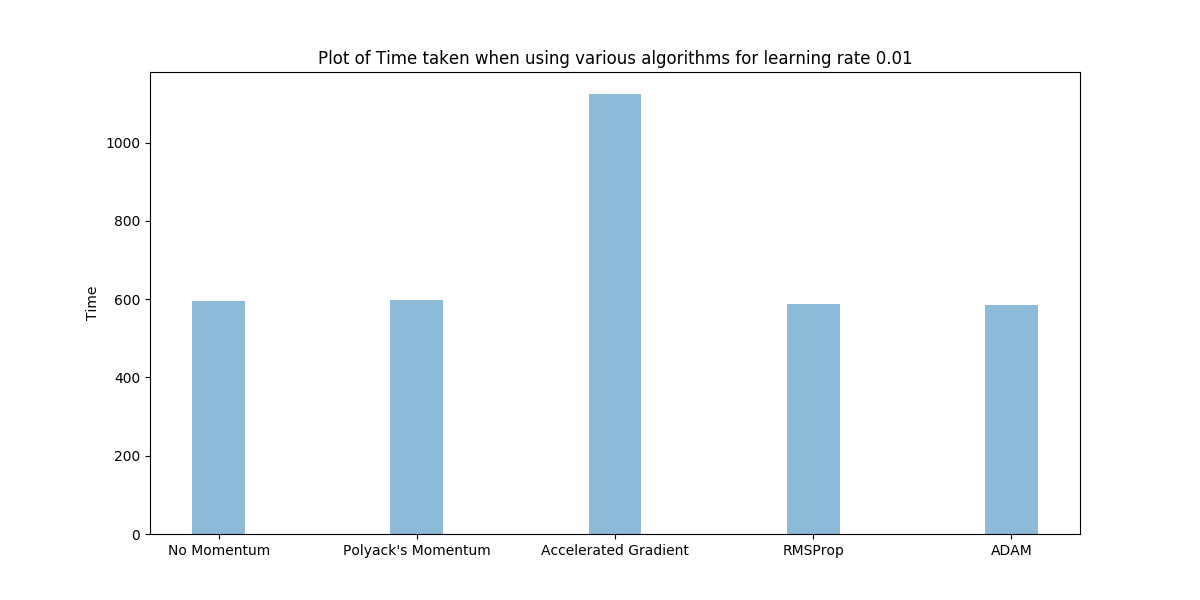 Plot of Time taken when using various algorithms for learning rate 0.01
1000
800
600
400
200
0
Time
No Momentum
Polyack's Momentum
Accelerated Gradient
RMSProp
ADAM